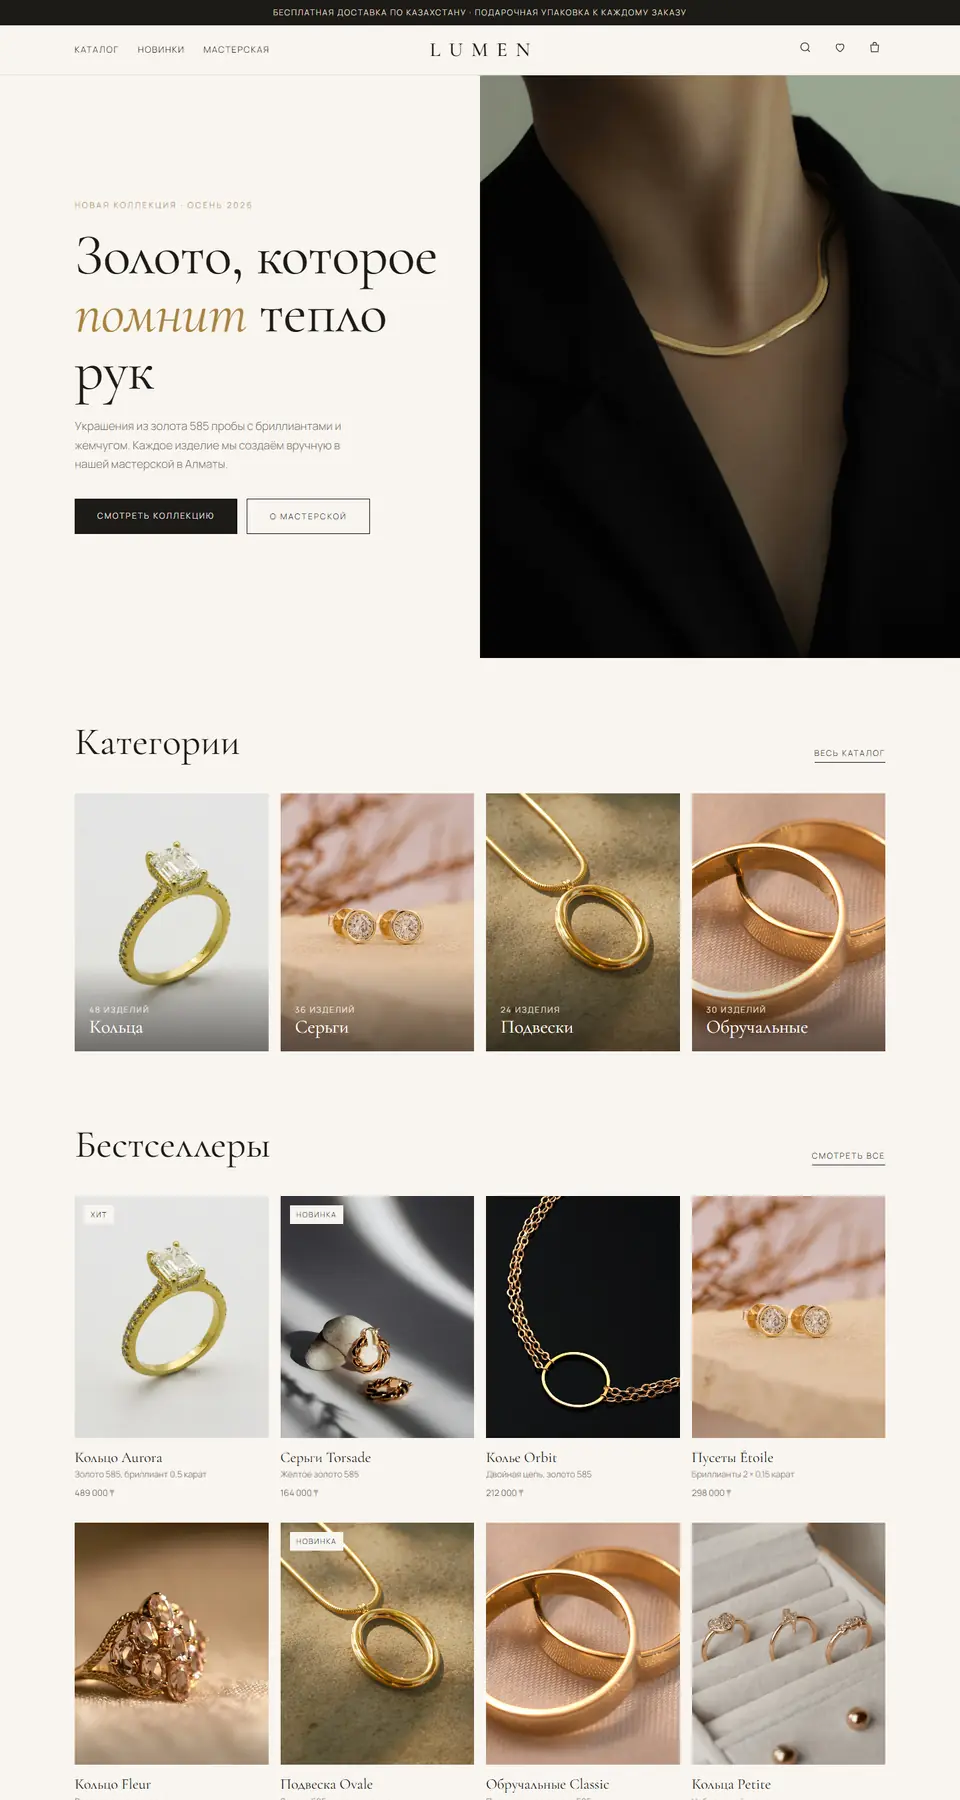 БЕСПЛАТНАЯ ДОСТАВКА ПО КАЗАХСТАНУ · ПОДАРОЧНАЯ УПАКОВКА К КАЖДОМУ ЗАКАЗУ
КАТАЛОГ НОВИНКИ МАСТЕРСКАЯ
LUMEN
НОВАЯ КОЛЛЕКЦИЯ · ОСЕНЬ 2026
Золото, которое
помнит тепло
рук
Украшения из золота 585 пробы с бриллиантами и
жемчугом. Каждое изделие мы создаём вручную в
нашей мастерской в Алматы.
СМОТРЕТЬ КОЛЛЕКЦИЮ
О МАСТЕРСКОЙ
Категории
ВЕСЬ КАТАЛОГ
48 ИЗДЕЛИЙ
Кольца
36 ИЗДЕЛИЙ
Серьги
24 ИЗДЕЛИЯ
Подвески
30 ИЗДЕЛИЙ
Обручальные
Бестселлеры
СМОТРЕТЬ ВСЕ
ХИТ
Кольцо Aurora
Золото 585, бриллиант 0.5 карат
489 000 ₸
НОВИНКА
Серьги Torsade
Жёлтое золото 585
164 000 ₸
Колье Orbit
Двойная цепь, золото 585
212 000 ₸
Пусеты Étoile
Бриллианты 2 × 0,15 карат
298 000 ₸
Кольцо Fleur
НОВИНКА
Подвеска Ovale
Обручальные Classic
Кольца Petite